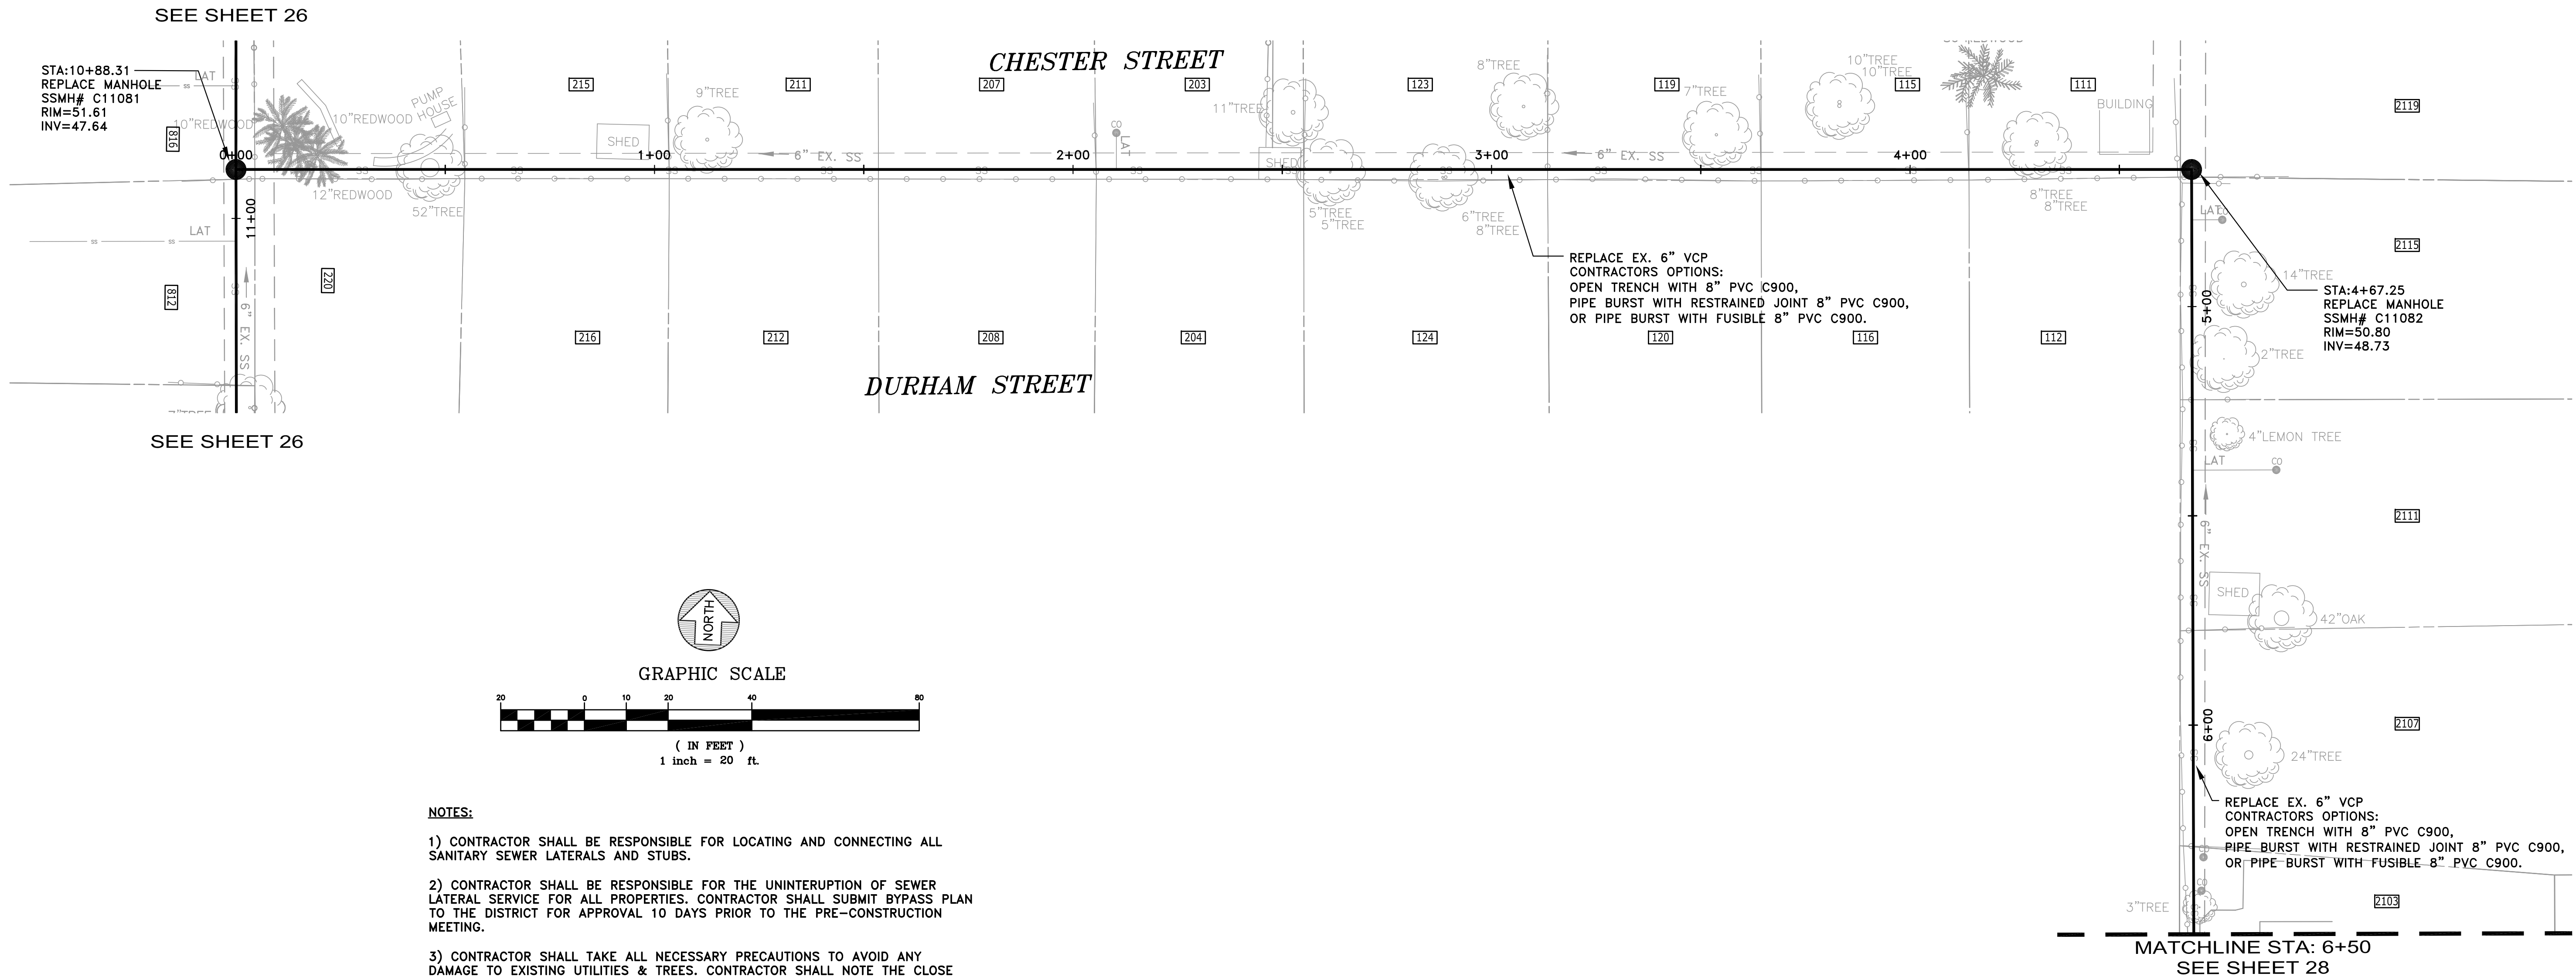 SEE SHEET 26
STA:10+88.31
REPLACE MANHOLE
SSMH# C11081
RIM=51.61
INV=47.64
LAT
SS
816
10"REDWOOD
10"REDWOOD
PUMP
HOUSE
12"REDWOOD
52"TREE
0+00
11+00
LAT
SS
SS
812
220
6" EX. SS
SEE SHEET 26
CHESTER STREET
215
211
207
203
123
119
115
111
SHED
9"TREE
1+00
6" EX. SS
2+00
CO
LAT
11"TREE
SHED
8"TREE
3+00
6" EX. SS
7"TREE
10"TREE
10"TREE
4+00
BUILDING
5"TREE
5"TREE
6"TREE
8"TREE
8"TREE
8"TREE
REPLACE EX. 6" VCP
CONTRACTORS OPTIONS:
OPEN TRENCH WITH 8" PVC C900,
PIPE BURST WITH RESTRAINED JOINT 8" PVC C900,
OR PIPE BURST WITH FUSIBLE 8" PVC C900.
216
212
208
204
124
120
116
112
DURHAM STREET
2119
LAT
CO
2115
14"TREE
STA:4+67.25
REPLACE MANHOLE
SSMH# C11082
RIM=50.80
INV=48.73
5+00
2"TREE
4"LEMON TREE
LAT
CO
2111
6" EX. SS
SHED
42"OAK
6+00
2107
24"TREE
REPLACE EX. 6" VCP
CONTRACTORS OPTIONS:
OPEN TRENCH WITH 8" PVC C900,
PIPE BURST WITH RESTRAINED JOINT 8" PVC C900,
OR PIPE BURST WITH FUSIBLE 8" PVC C900.
CO
3"TREE
2103
MATCHLINE STA: 6+50
SEE SHEET 28
NORTH
GRAPHIC SCALE
20 0 10 20 40 80
( IN FEET )
1 inch = 20 ft.
NOTES:
1) CONTRACTOR SHALL BE RESPONSIBLE FOR LOCATING AND CONNECTING ALL
SANITARY SEWER LATERALS AND STUBS.
2) CONTRACTOR SHALL BE RESPONSIBLE FOR THE UNINTERUPTION OF SEWER
LATERAL SERVICE FOR ALL PROPERTIES. CONTRACTOR SHALL SUBMIT BYPASS PLAN
TO THE DISTRICT FOR APPROVAL 10 DAYS PRIOR TO THE PRE-CONSTRUCTION
MEETING.
3) CONTRACTOR SHALL TAKE ALL NECESSARY PRECAUTIONS TO AVOID ANY
DAMAGE TO EXISTING UTILITIES & TREES. CONTRACTOR SHALL NOTE THE CLOSE